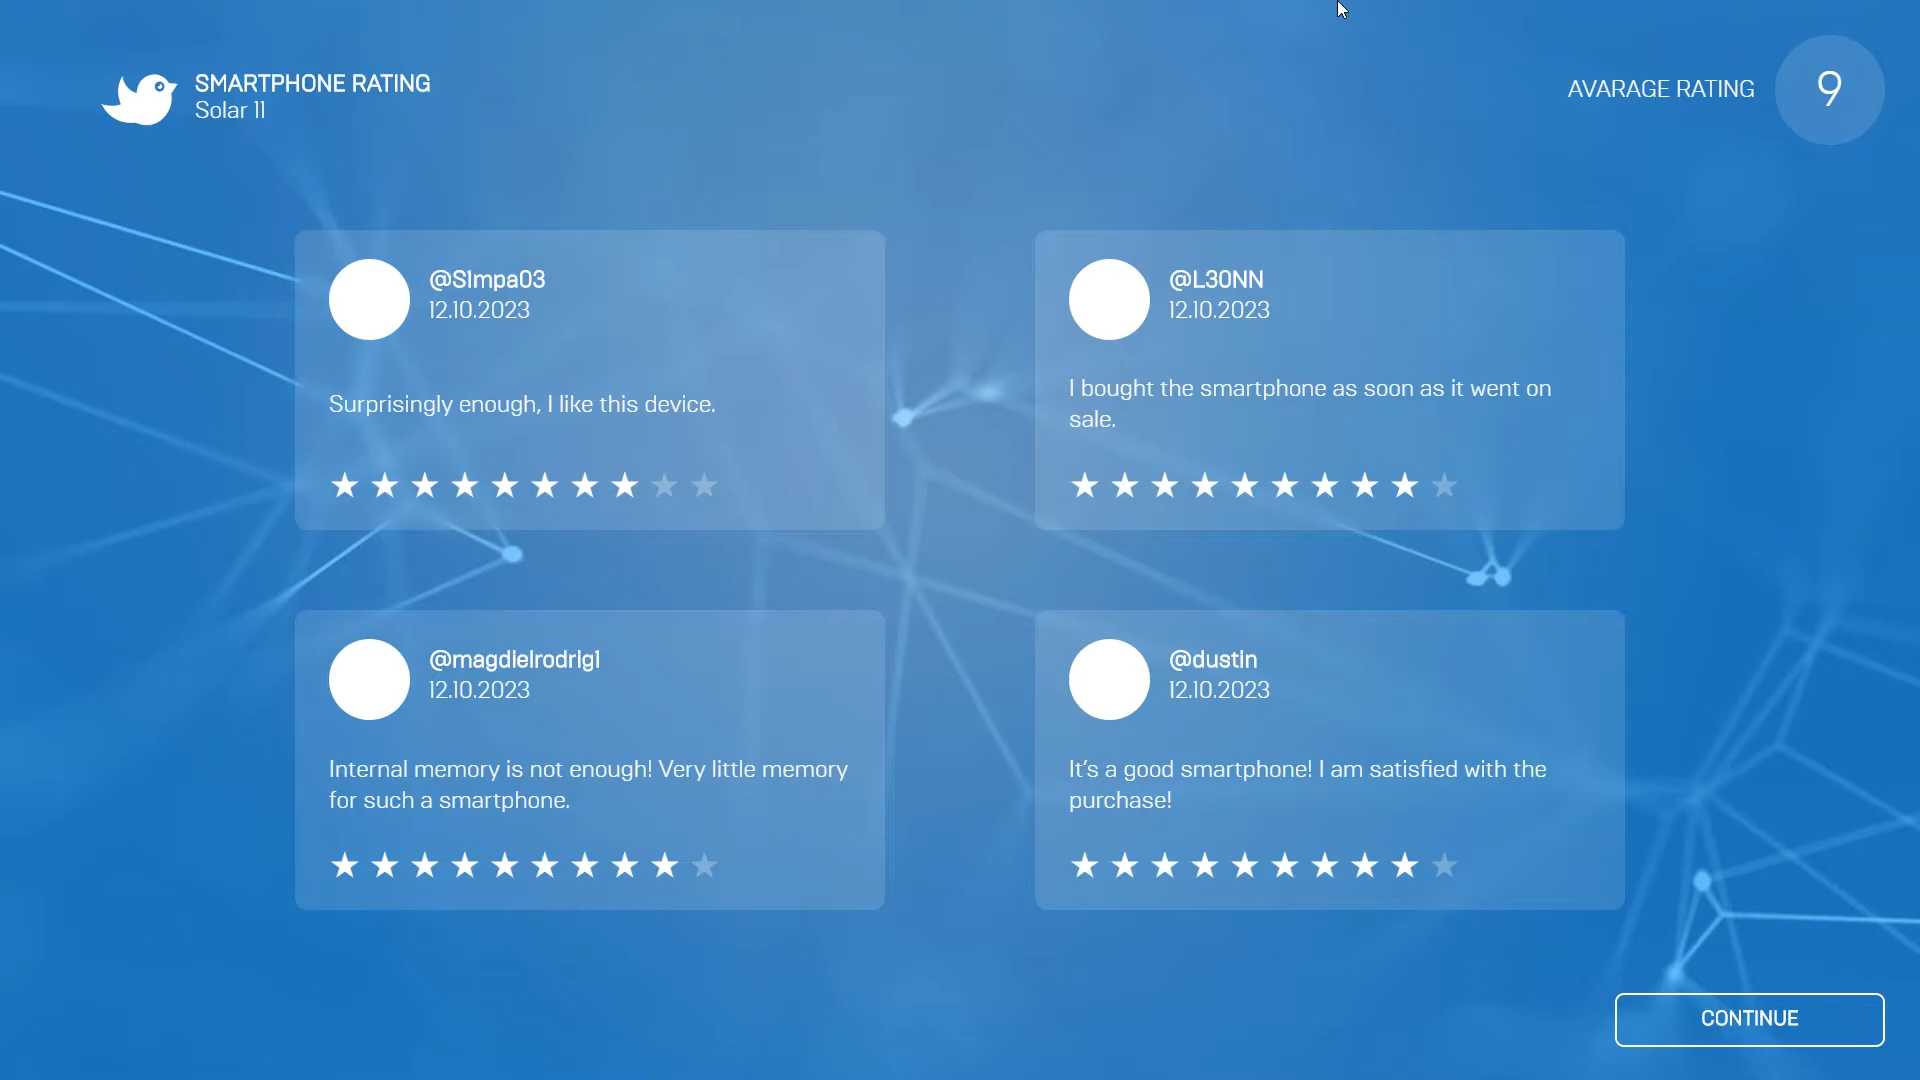 SMARTPHONE RATING
Solar 11
AVARAGE RATING
9
@S1mpa03
12.10.2023
Surprisingly enough, I like this device.
@L30NN
12.10.2023
I bought the smartphone as soon as it went on
sale.
@magdielrodrig1
12.10.2023
Internal memory is not enough! Very little memory
for such a smartphone.
@dustin
12.10.2023
It's a good smartphone! I am satisfied with the
purchase!
CONTINUE